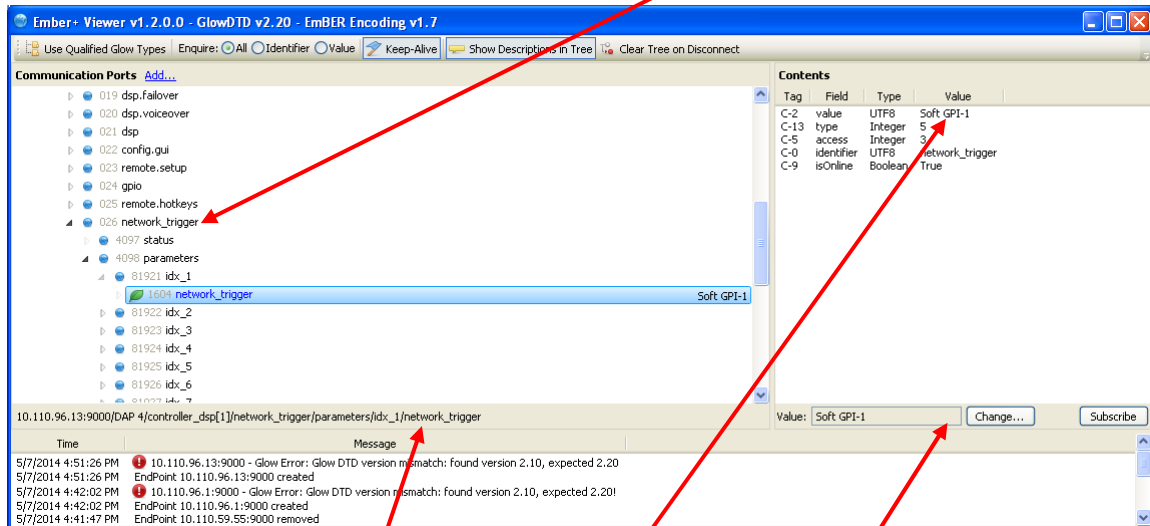 Ember+ Viewer v1.2.0.0 - GlowDTD v2.20 - EmBER Encoding v1.7
Use Qualified Glow Types Enquire: All Identifier Value Keep-Alive Show Descriptions in Tree Clear Tree on Disconnect
Communication Ports Add...
019 dsp.failover
020 dsp.voiceover
021 dsp
022 config.gui
023 remote.setup
024 gpio
025 remote.hotkeys
026 network_trigger
4097 status
4098 parameters
81921 idx_1
1604 network_trigger Soft GPI-1
81922 idx_2
81923 idx_3
81924 idx_4
81925 idx_5
81926 idx_6
81927 idx_7
10.110.96.13:9000/DAP 4/controller_dsp[1]/network_trigger/parameters/idx_1/network_trigger
Contents
Tag Field Type Value
C-2 value UTF8 Soft GPI-1
C-13 type Integer 5
C-5 access Integer 3
C-0 identifier UTF8 network_trigger
C-9 isOnline Boolean True
Value: Soft GPI-1 Change... Subscribe
Time Message
5/7/2014 4:51:26 PM 10.110.96.13:9000 - Glow Error: Glow DTD version mismatch: found version 2.10, expected 2.20
5/7/2014 4:51:26 PM EndPoint 10.110.96.13:9000 created
5/7/2014 4:42:02 PM 10.110.96.1:9000 - Glow Error: Glow DTD version mismatch: found version 2.10, expected 2.20!
5/7/2014 4:42:02 PM EndPoint 10.110.96.1:9000 created
5/7/2014 4:41:47 PM EndPoint 10.110.59.55:9000 removed